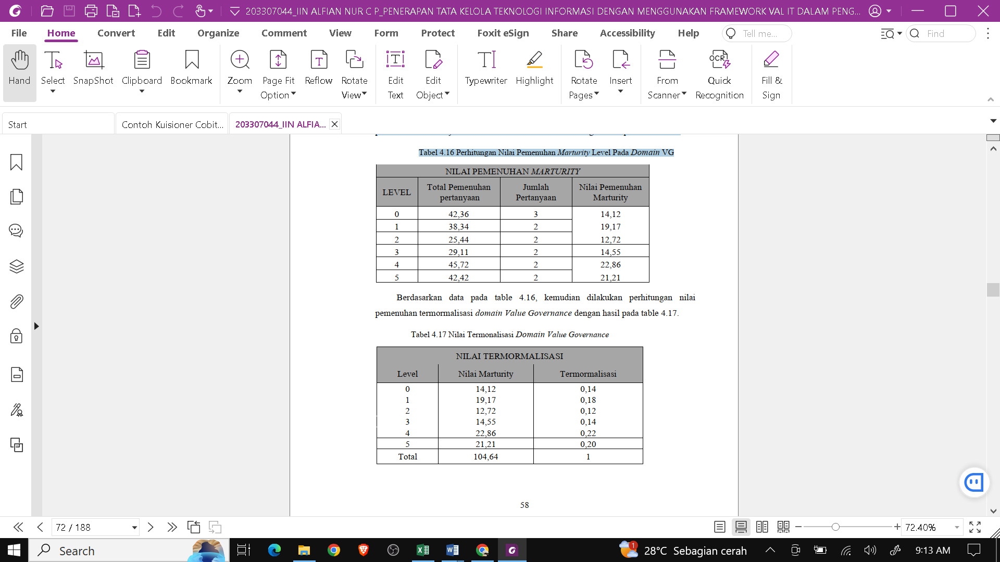 203307044_IIN ALFIAN NUR C P_PENERAPAN TATA KELOLA TEKNOLOGI INFORMASI DENGAN MENGGUNAKAN FRAMEWORK VAL IT DALAM PENG...
File Home Convert Edit Organize Comment View Form Protect Foxit eSign Share Accessibility Help Tell me... Find
Hand Select SnapShot Clipboard Bookmark Zoom Page Fit Option Reflow Rotate View Edit Text Edit Object Typewriter Highlight Rotate Pages Insert From Scanner OCR Quick Recognition Fill & Sign
Start Contoh Kuisioner Cobit... 203307044_IIN ALFIA...
Tabel 4.16 Perhitungan Nilai Pemenuhan Marturity Level Pada Domain VG
NILAI PEMENUHAN MARTURITY
LEVEL Total Pemenuhan pertanyaan Jumlah Pertanyaan Nilai Pemenuhan Marturity
0 42,36 3 14,12
1 38,34 2 19,17
2 25,44 2 12,72
3 29,11 2 14,55
4 45,72 2 22,86
5 42,42 2 21,21
Berdasarkan data pada table 4.16, kemudian dilakukan perhitungan nilai
pemenuhan termormalisasi domain Value Governance dengan hasil pada table 4.17.
Tabel 4.17 Nilai Termonalisasi Domain Value Governance
NILAI TERMORMALISASI
Level Nilai Marturity Termormalisasi
0 14,12 0,14
1 19,17 0,18
2 12,72 0,12
3 14,55 0,14
4 22,86 0,22
5 21,21 0,20
Total 104,64 1
58
72 / 188 72.40%
Search 1 28°C Sebagian cerah 9:13 AM